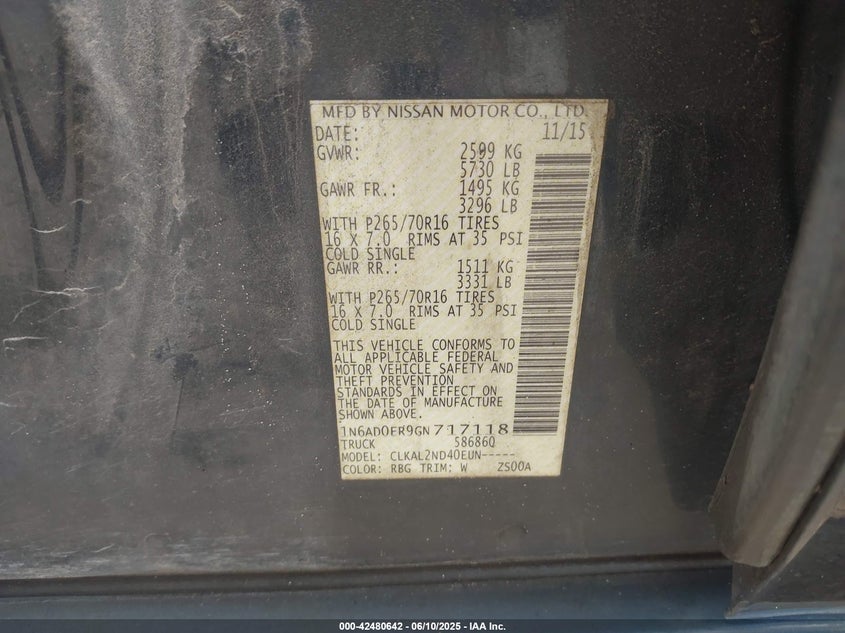 MFD BY NISSAN MOTOR CO., LTD.
DATE: 11/15
GVWR: 2599 KG
5730 LB
GAWR FR.: 1495 KG
3296 LB
WITH P265/70R16 TIRES
16 X 7.0 RIMS AT 35 PSI
COLD SINGLE
GAWR RR.: 1511 KG
3331 LB
WITH P265/70R16 TIRES
16 X 7.0 RIMS AT 35 PSI
COLD SINGLE
THIS VEHICLE CONFORMS TO
ALL APPLICABLE FEDERAL
MOTOR VEHICLE SAFETY AND
THEFT PREVENTION
STANDARDS IN EFFECT ON
THE DATE OF MANUFACTURE
SHOWN ABOVE.
1N6AD0ER9GN717118
TRUCK 58686Q
MODEL: CLKAL2ND40EUN-----
COLOR: RBG TRIM: W ZS00A
000-42480642 / 06/10/2025 - IAA Inc.